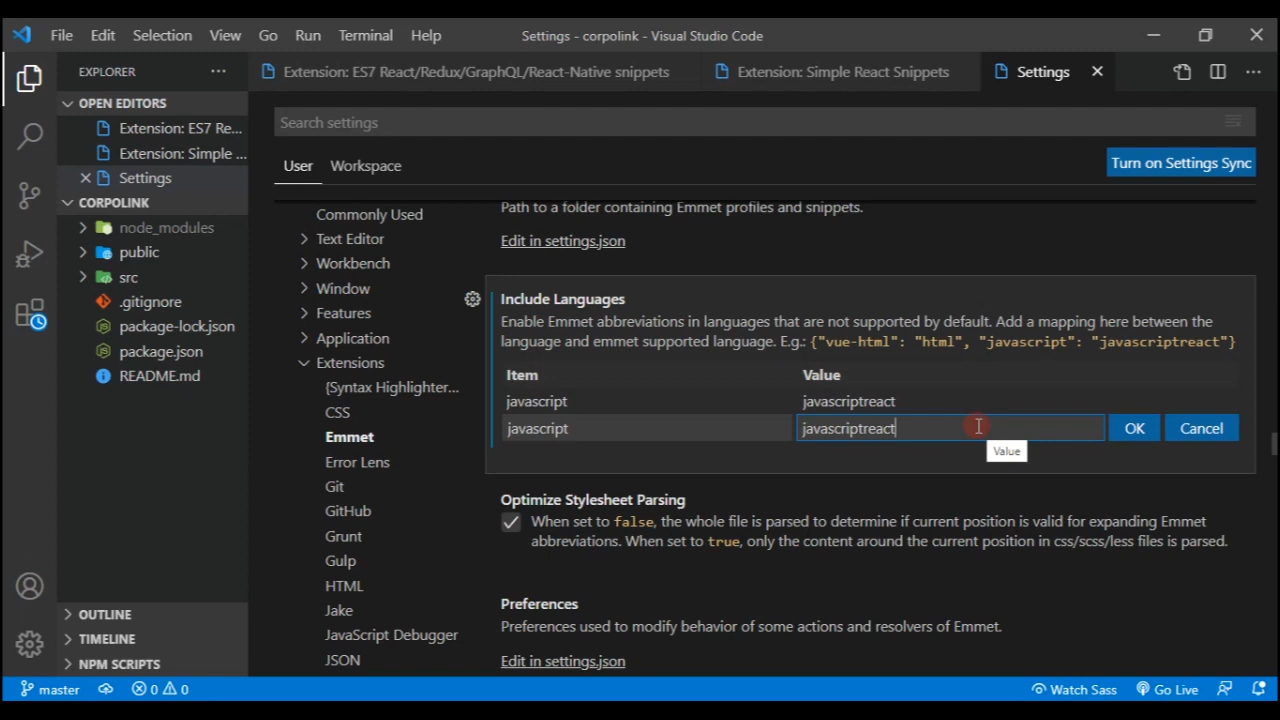 File Edit Selection View Go Run Terminal Help Settings - corpolink - Visual Studio Code
EXPLORER
Extension: ES7 React/Redux/GraphQL/React-Native snippets Extension: Simple React Snippets Settings
OPEN EDITORS
Extension: ES7 Re...
Extension: Simple ...
Settings
CORPOLINK
node_modules
public
src
.gitignore
package-lock.json
package.json
README.md
OUTLINE
TIMELINE
NPM SCRIPTS
Search settings
User Workspace
Turn on Settings Sync
Commonly Used
Text Editor
Workbench
Window
Features
Application
Extensions
{Syntax Highlighter...
CSS
Emmet
Error Lens
Git
GitHub
Grunt
Gulp
HTML
Jake
JavaScript Debugger
JSON
Path to a folder containing Emmet profiles and snippets.
Edit in settings.json
Include Languages
Enable Emmet abbreviations in languages that are not supported by default. Add a mapping here between the
language and emmet supported language. E.g.: {"vue-html": "html", "javascript": "javascriptreact"}
Item Value
javascript javascriptreact
javascript javascriptreact OK Cancel
Value
Optimize Stylesheet Parsing
When set to false, the whole file is parsed to determine if current position is valid for expanding Emmet
abbreviations. When set to true, only the content around the current position in css/scss/less files is parsed.
Preferences
Preferences used to modify behavior of some actions and resolvers of Emmet.
Edit in settings.json
master 0 0 Watch Sass Go Live